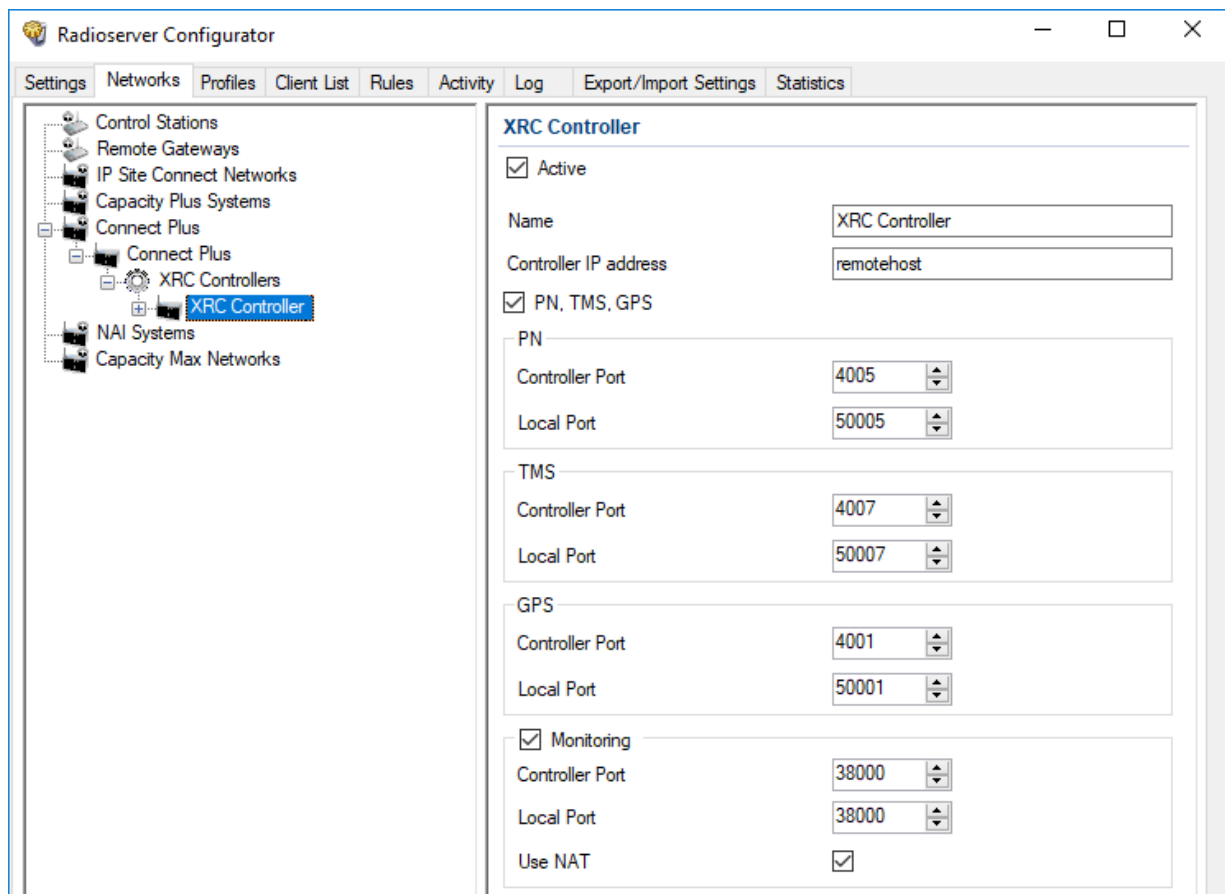 Radioserver Configurator
Settings Networks Profiles Client List Rules Activity Log Export/Import Settings Statistics
Control Stations
Remote Gateways
IP Site Connect Networks
Capacity Plus Systems
Connect Plus
Connect Plus
XRC Controllers
XRC Controller
NAI Systems
Capacity Max Networks
XRC Controller
Active
Name XRC Controller
Controller IP address remotehost
PN, TMS, GPS
PN
Controller Port 4005
Local Port 50005
TMS
Controller Port 4007
Local Port 50007
GPS
Controller Port 4001
Local Port 50001
Monitoring
Controller Port 38000
Local Port 38000
Use NAT